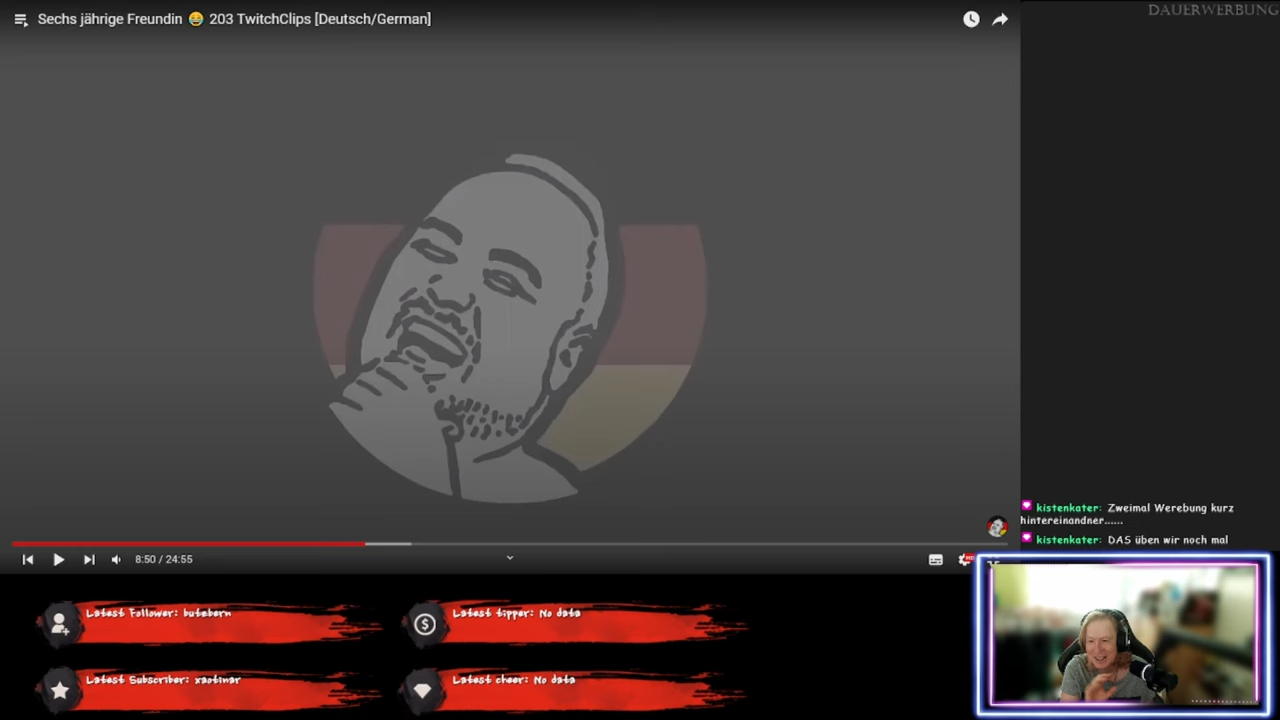 Sechs jährige Freundin 😂 203 TwitchClips [Deutsch/German]
DAUERWERBUNG
kistenkater: Zweimal Werebung kurz
hintereinandner......
kistenkater: DAS üben wir noch mal
8:50 / 24:55
Latest Follower: butebern
Latest tipper: No data
Latest Subscriber: xaotinar
Latest cheer: No data